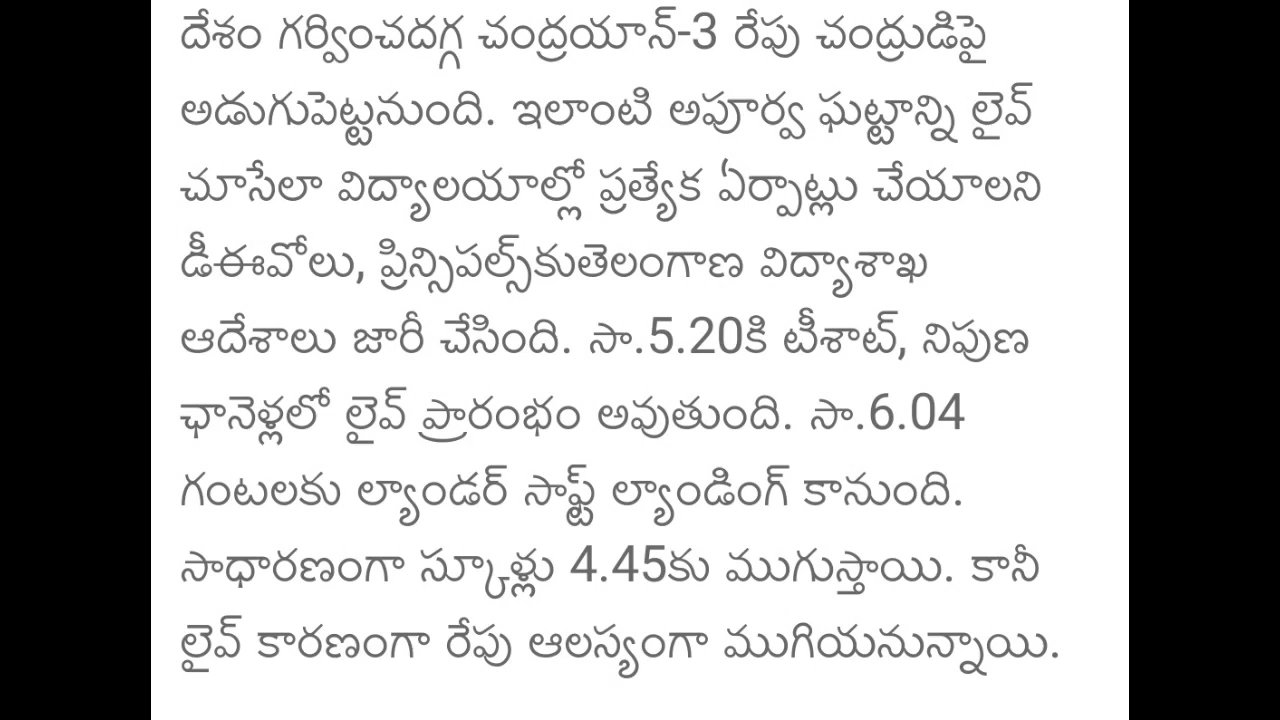 దేశం గర్వించదగ్గ చంద్రయాన్-3 రేపు చంద్రుడిపై
అడుగుపెట్టనుంది. ఇలాంటి అపూర్వ ఘట్టాన్ని లైవ్
చూసేలా విద్యాలయాల్లో ప్రత్యేక ఏర్పాట్లు చేయాలని
డీఈవోలు, ప్రిన్సిపల్స్‌కుతెలంగాణ విద్యాశాఖ
ఆదేశాలు జారీ చేసింది. సా.5.20కి టీశాట్, నిపుణ
ఛానెళ్లలో లైవ్ ప్రారంభం అవుతుంది. సా.6.04
గంటలకు ల్యాండర్ సాఫ్ట్ ల్యాండింగ్ కానుంది.
సాధారణంగా స్కూళ్లు 4.45కు ముగుస్తాయి. కానీ
లైవ్ కారణంగా రేపు ఆలస్యంగా ముగియనున్నాయి.